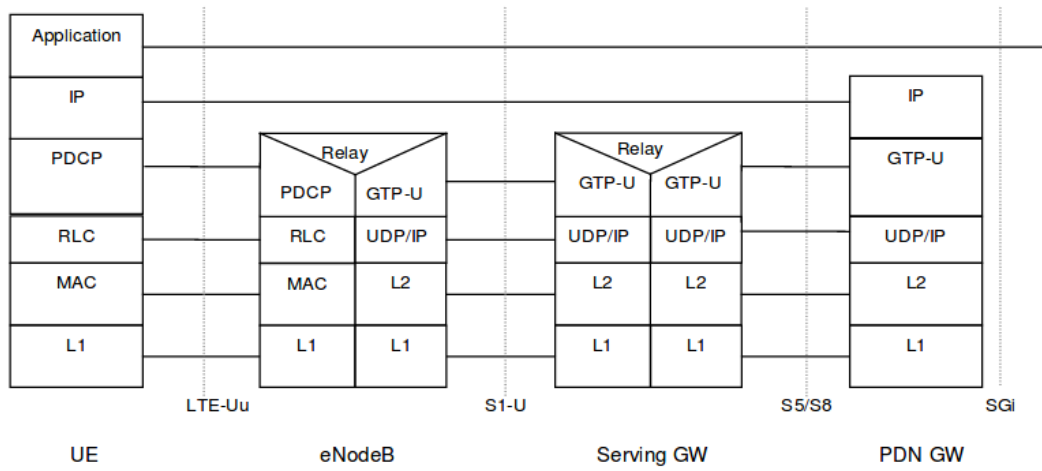 Application
IP
IP
PDCP
Relay
Relay
GTP-U
PDCP
GTP-U
GTP-U
GTP-U
RLC
RLC
UDP/IP
UDP/IP
UDP/IP
UDP/IP
MAC
MAC
L2
L2
L2
L2
L1
L1
L1
L1
L1
L1
LTE-Uu
S1-U
S5/S8
SGi
UE
eNodeB
Serving GW
PDN GW